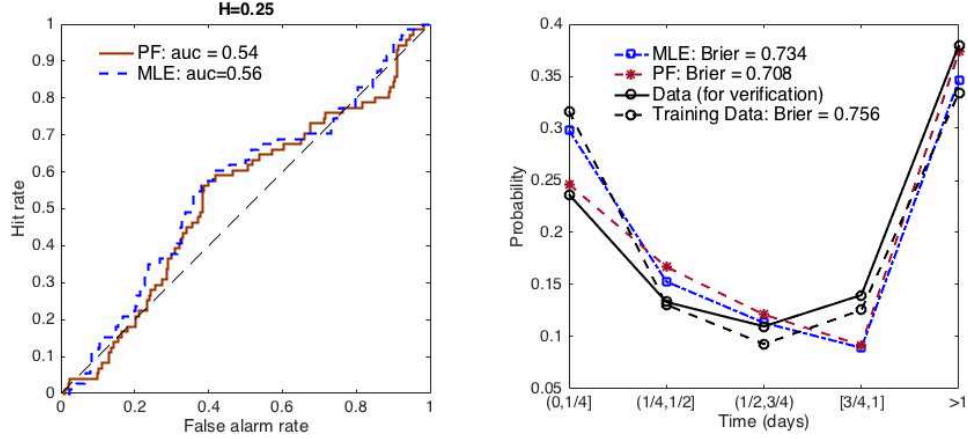 H=0.25
1
0.9
0.8
0.7
0.6
0.5
0.4
0.3
0.2
0.1
0
Hit rate
PF: auc = 0.54
MLE: auc=0.56
0
0.2
0.4
0.6
0.8
1
False alarm rate
0.4
0.35
0.3
0.25
0.2
0.15
0.1
0.05
Probability
MLE: Brier = 0.734
PF: Brier = 0.708
Data (for verification)
Training Data: Brier = 0.756
(0,1/4]
(1/4,1/2]
(1/2,3/4)
[3/4,1]
>1
Time (days)